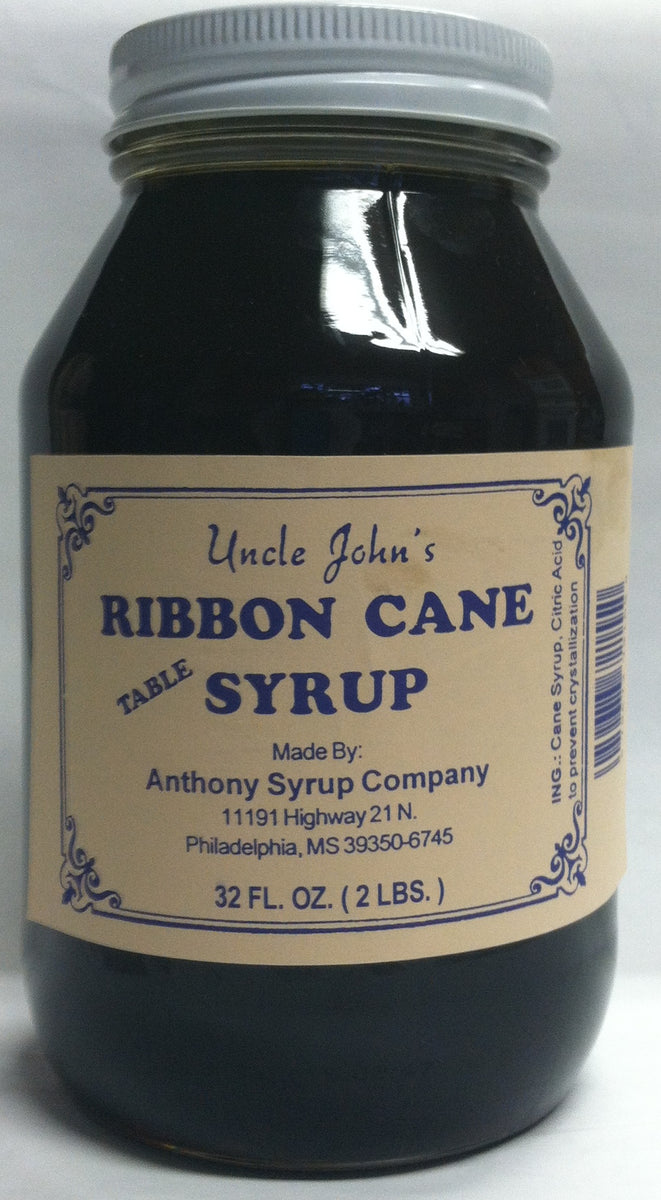 Uncle John's
RIBBON CANE
TABLE SYRUP
Made By:
Anthony Syrup Company
11191 Highway 21 N.
Philadelphia, MS 39350-6745
32 FL. OZ. ( 2 LBS. )
ING.: Cane Syrup, Citric Acid
to prevent crystallization